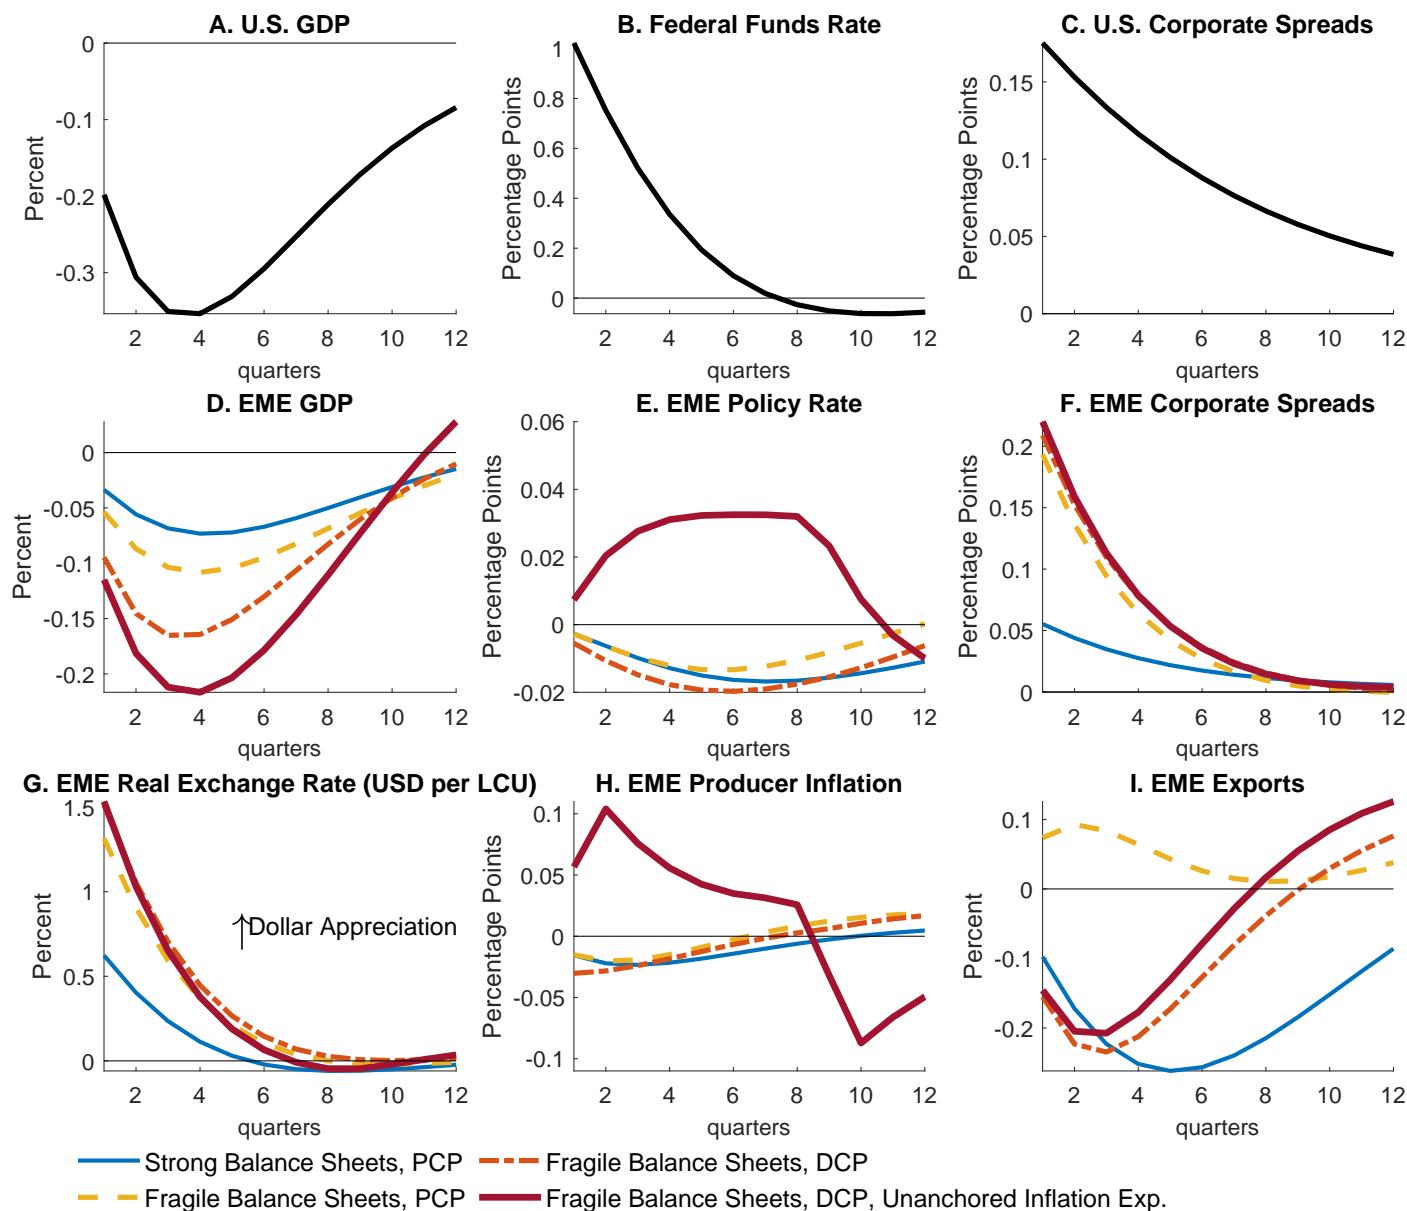 A. U.S. GDP
Percent
0
-0.1
-0.2
-0.3
2 4 6 8 10 12
quarters
B. Federal Funds Rate
Percentage Points
1
0.8
0.6
0.4
0.2
0
2 4 6 8 10 12
quarters
C. U.S. Corporate Spreads
Percentage Points
0.15
0.1
0.05
0
2 4 6 8 10 12
quarters
D. EME GDP
Percent
0
-0.05
-0.1
-0.15
-0.2
2 4 6 8 10 12
quarters
E. EME Policy Rate
Percentage Points
0.06
0.04
0.02
0
-0.02
2 4 6 8 10 12
quarters
F. EME Corporate Spreads
Percentage Points
0.2
0.15
0.1
0.05
0
2 4 6 8 10 12
quarters
G. EME Real Exchange Rate (USD per LCU)
Percent
1.5
1
0.5
0
Dollar Appreciation
2 4 6 8 10 12
quarters
H. EME Producer Inflation
Percentage Points
0.1
0.05
0
-0.05
-0.1
2 4 6 8 10 12
quarters
I. EME Exports
Percent
0.1
0
-0.1
-0.2
2 4 6 8 10 12
quarters
Strong Balance Sheets, PCP
Fragile Balance Sheets, DCP
Fragile Balance Sheets, PCP
Fragile Balance Sheets, DCP, Unanchored Inflation Exp.